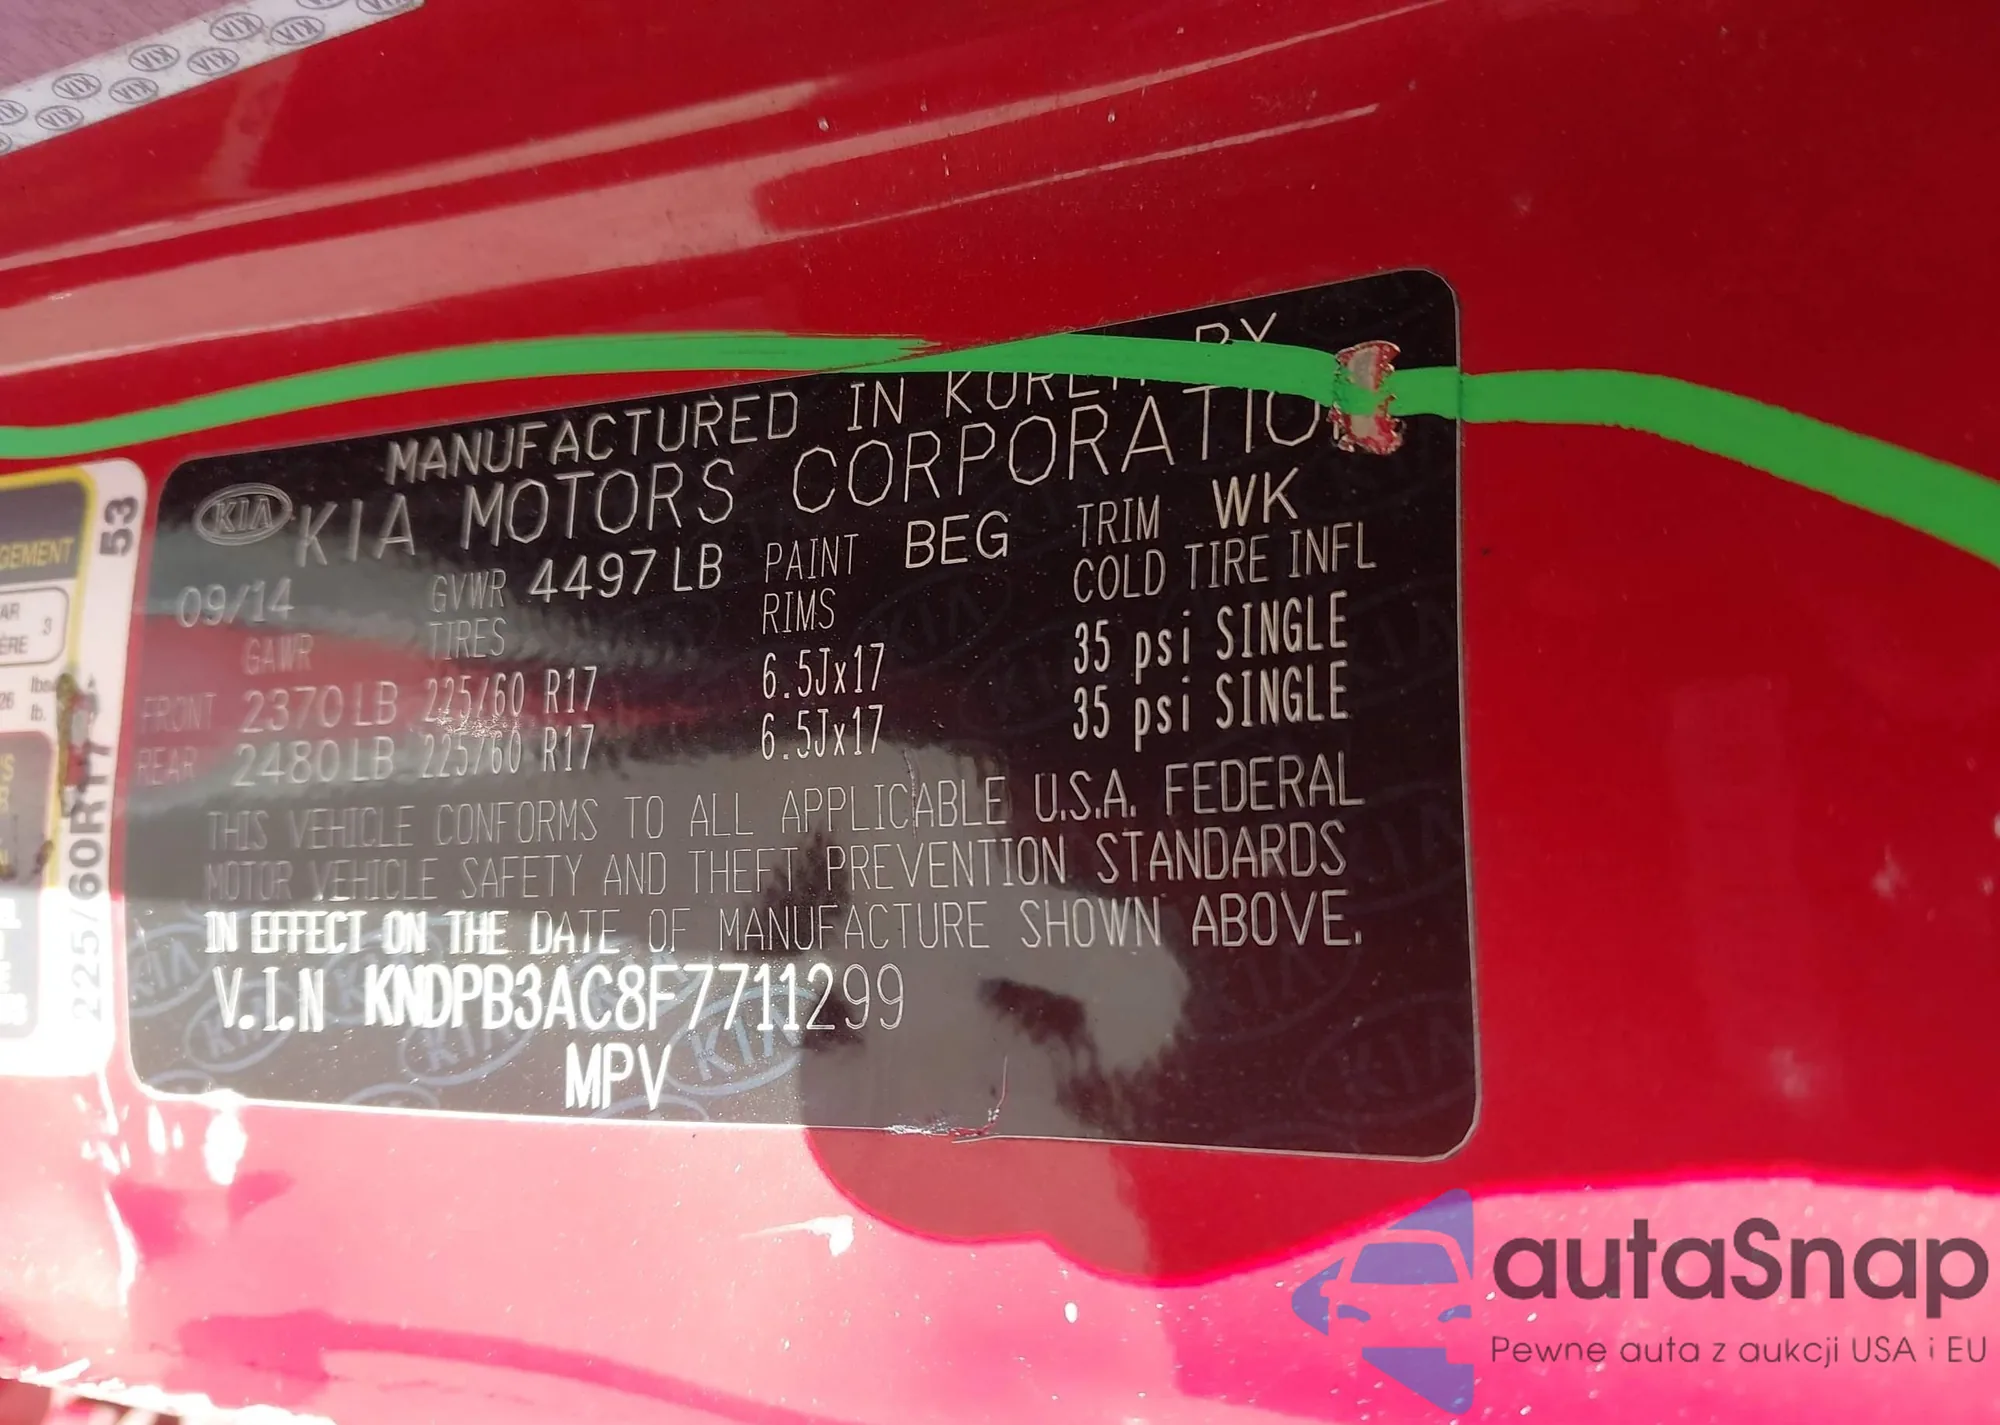 MANUFACTURED IN KOREA BY
KIA KIA MOTORS CORPORATION
09/14 GVWR 4497 LB PAINT BEG TRIM WK
GAWR TIRES RIMS COLD TIRE INFL
FRONT 2370 LB 225/60 R17 6.5Jx17 35 psi SINGLE
REAR 2480 LB 225/60 R17 6.5Jx17 35 psi SINGLE
THIS VEHICLE CONFORMS TO ALL APPLICABLE U.S.A. FEDERAL
MOTOR VEHICLE SAFETY AND THEFT PREVENTION STANDARDS
IN EFFECT ON THE DATE OF MANUFACTURE SHOWN ABOVE.
V.I.N KNDPB3AC8F7711299
MPV
53
225/60R17
3
autaSnap
Pewne auta z aukcji USA i EU